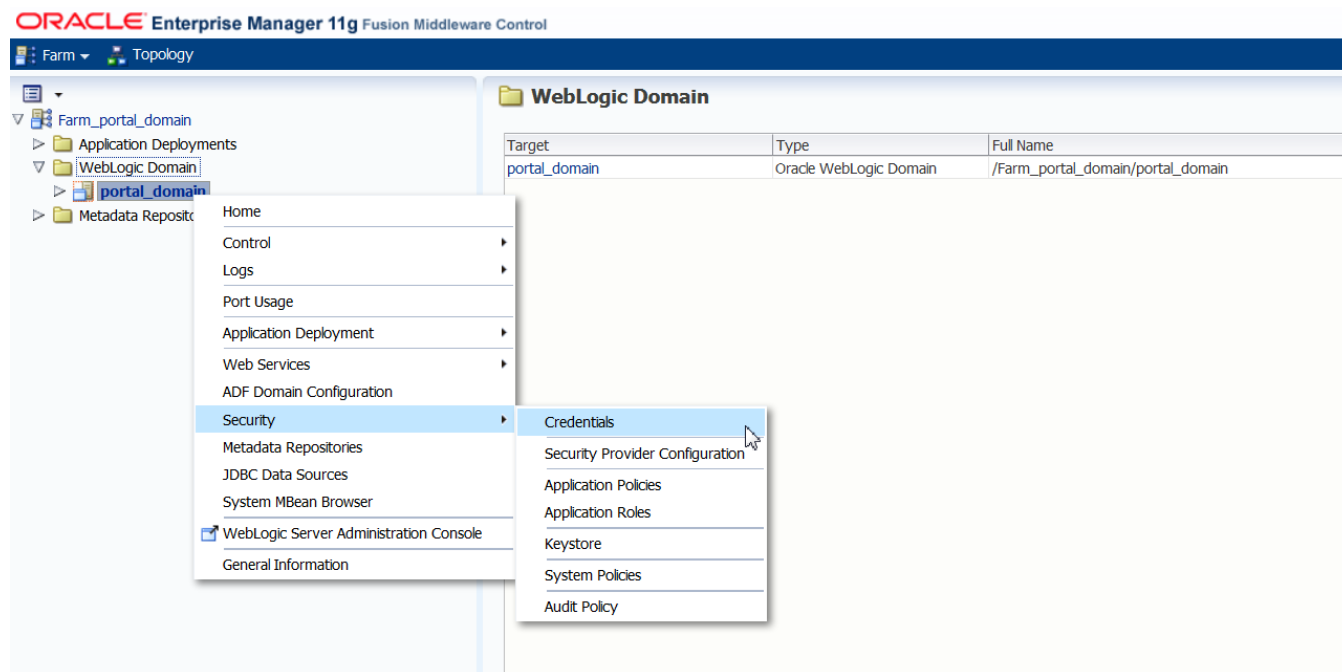 ORACLE Enterprise Manager 11g Fusion Middleware Control
Farm Topology
Farm_portal_domain
Application Deployments
WebLogic Domain
portal_domain
Metadata Reposito
WebLogic Domain
Target Type Full Name
portal_domain Oracle WebLogic Domain /Farm_portal_domain/portal_domain
Home
Control
Logs
Port Usage
Application Deployment
Web Services
ADF Domain Configuration
Security
Metadata Repositories
JDBC Data Sources
System MBean Browser
WebLogic Server Administration Console
General Information
Credentials
Security Provider Configuration
Application Policies
Application Roles
Keystore
System Policies
Audit Policy